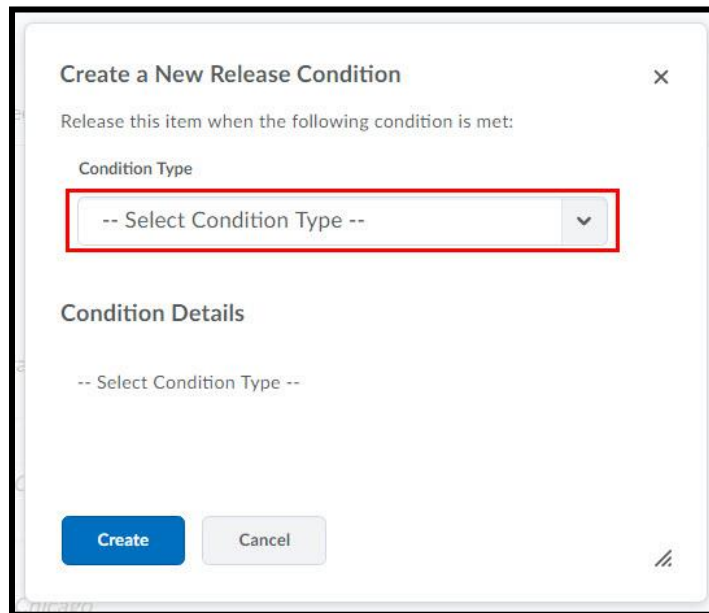 Create a New Release Condition
Release this item when the following condition is met:
Condition Type
-- Select Condition Type --
Condition Details
-- Select Condition Type --
Create
Cancel
Chicago